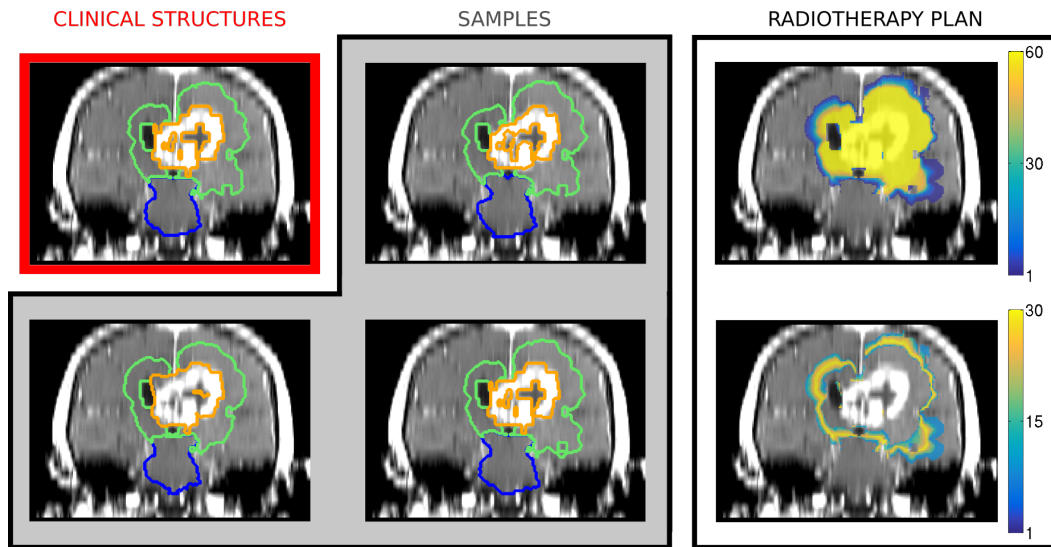 CLINICAL STRUCTURES
SAMPLES
RADIOTHERAPY PLAN
60
30
1
30
15
1